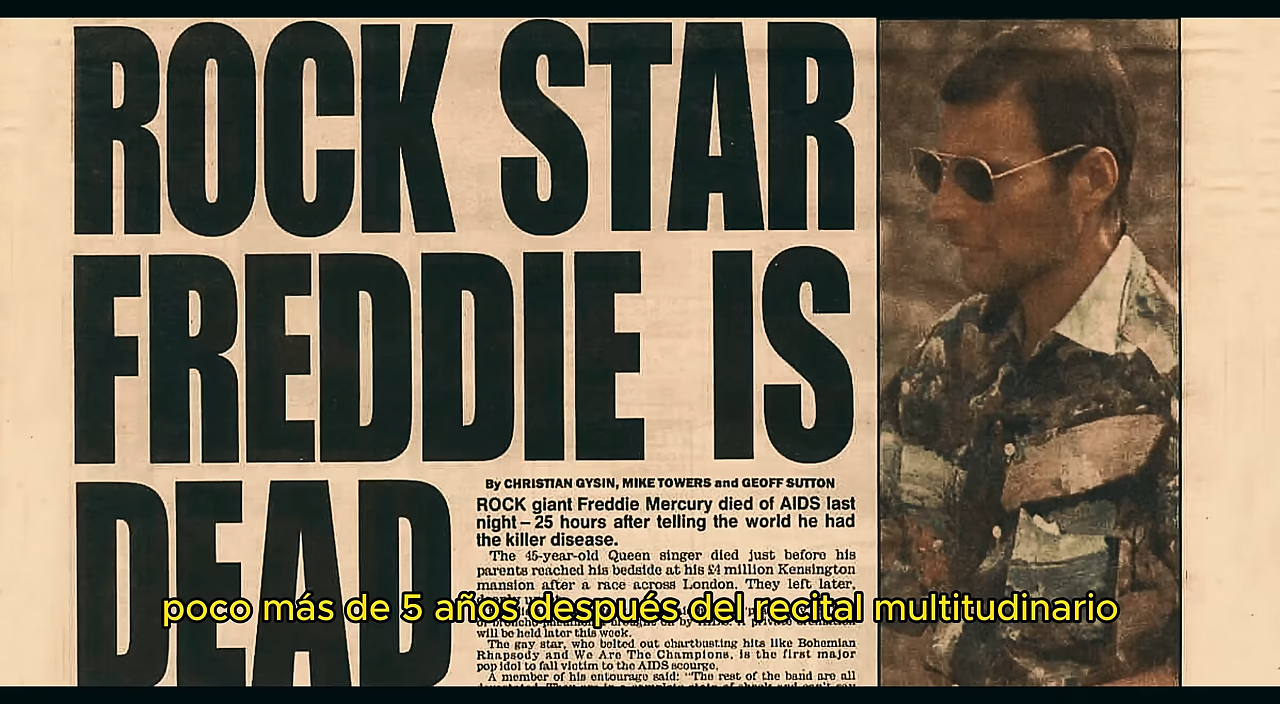 ROCK STAR
FREDDIE IS
DEAD
By CHRISTIAN GYSIN, MIKE TOWERS and GEOFF SUTTON
ROCK giant Freddie Mercury died of AIDS last
night – 25 hours after telling the world he had
the killer disease.
The 45-year-old Queen singer died just before his
parents reached his bedside at his £4 million Kensington
mansion after a race across London. They left later,
poco más de 5 años después del recital multitudinario
will be held later this week.
The gay star, who belted out chartbusting hits like Bohemian
Rhapsody and We Are The Champions, is the first major
pop idol to fall victim to the AIDS scourge.
A member of his entourage said: "The rest of the band are all